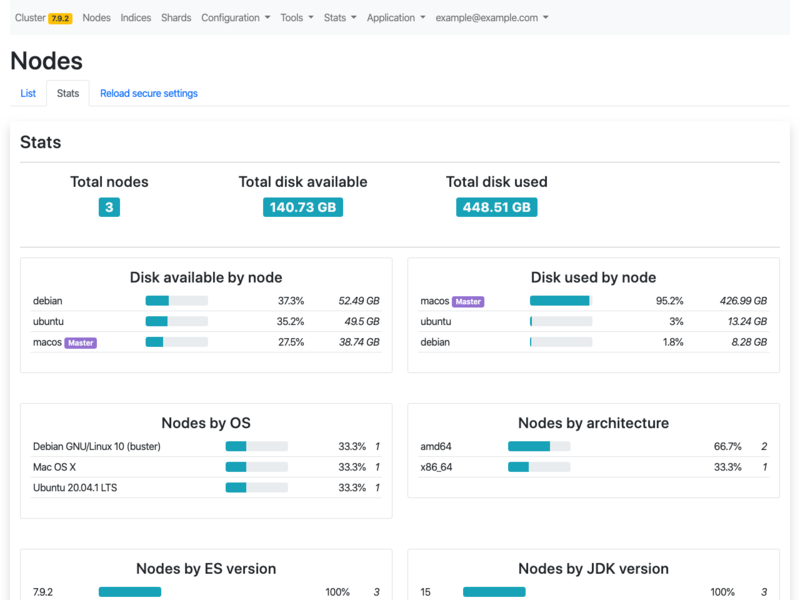 Cluster 7.9.2 Nodes Indices Shards Configuration Tools Stats Application example@example.com
Nodes
List Stats Reload secure settings
Stats
Total nodes Total disk available Total disk used
3 140.73 GB 448.51 GB
Disk available by node
debian 37.3% 52.49 GB
ubuntu 35.2% 49.5 GB
macos Master 27.5% 38.74 GB
Disk used by node
macos Master 95.2% 426.99 GB
ubuntu 3% 13.24 GB
debian 1.8% 8.28 GB
Nodes by OS
Debian GNU/Linux 10 (buster) 33.3% 1
Mac OS X 33.3% 1
Ubuntu 20.04.1 LTS 33.3% 1
Nodes by architecture
amd64 66.7% 2
x86_64 33.3% 1
Nodes by ES version
7.9.2 100% 3
Nodes by JDK version
15 100% 3